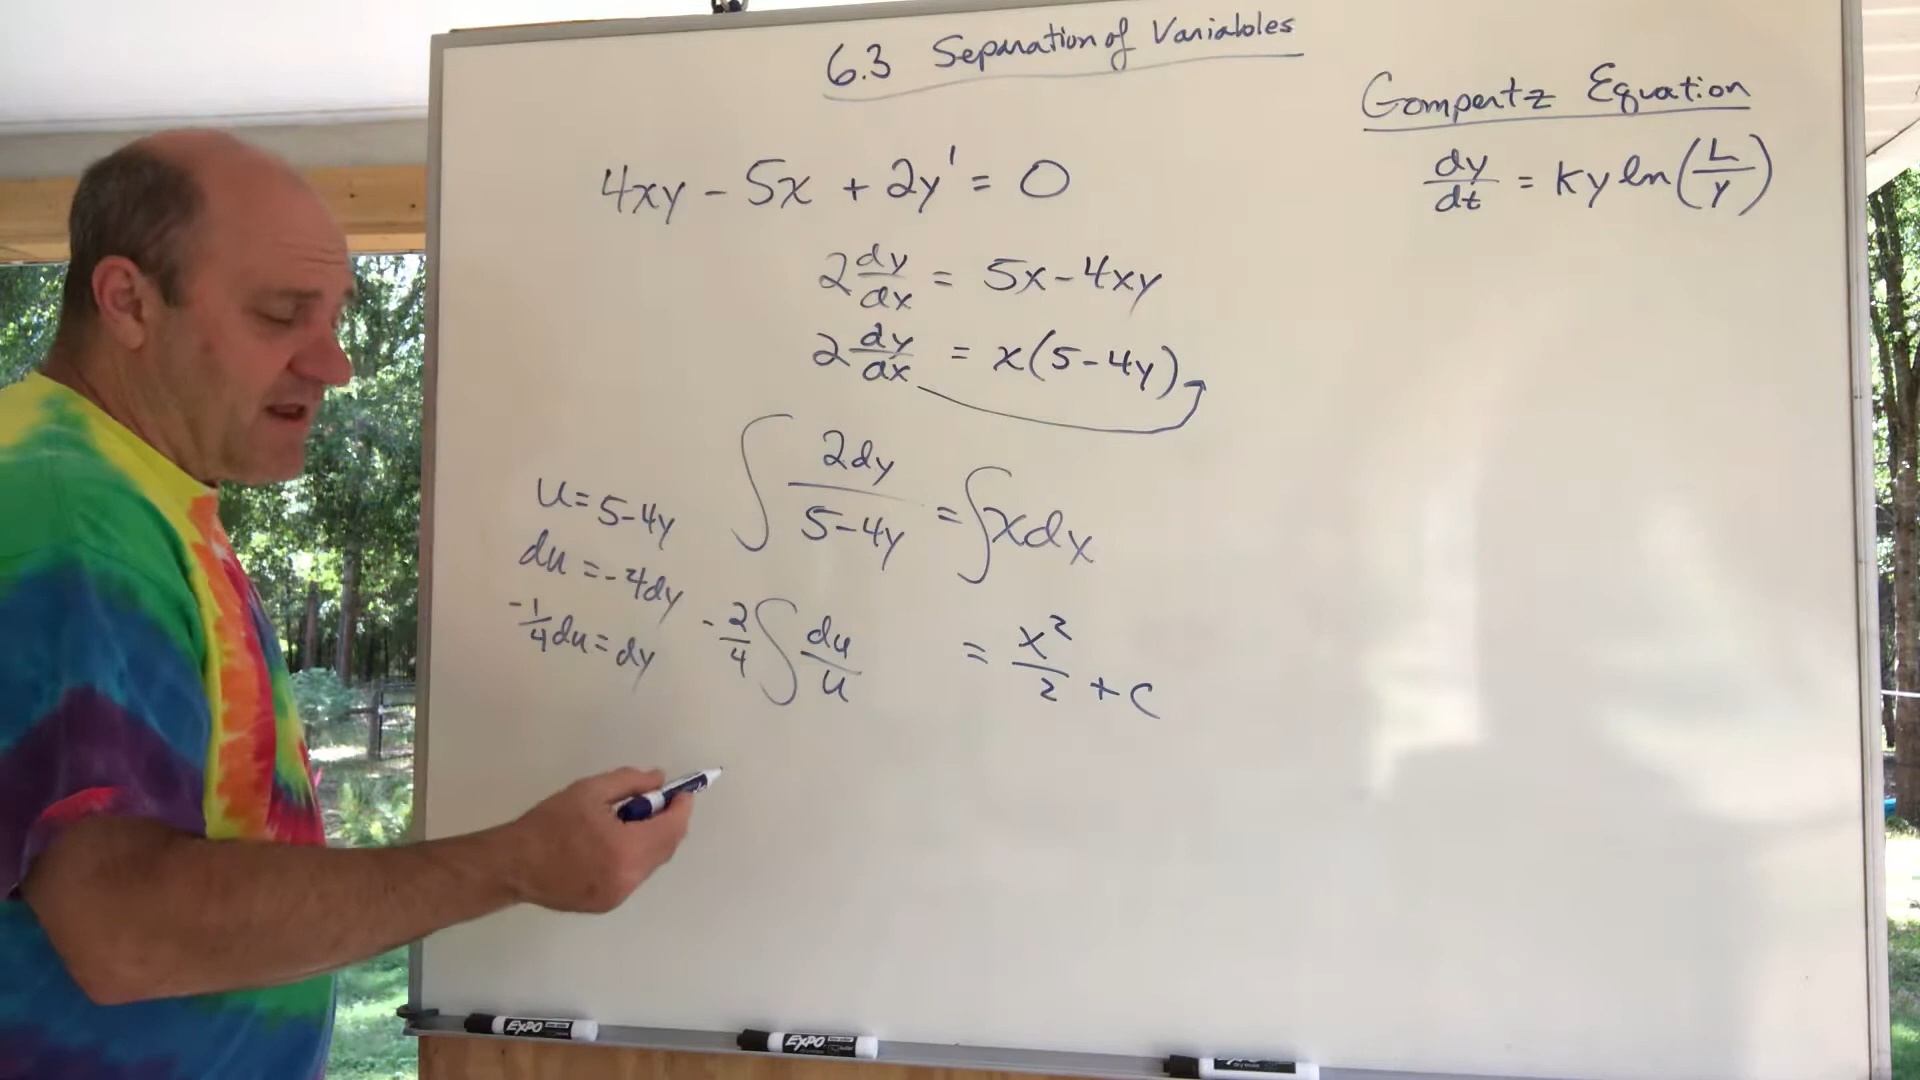 6.3 Separation of Variables
4xy - 5x + 2y' = 0
2 dy/dx = 5x - 4xy
2 dy/dx = x(5-4y)
∫ 2dy/(5-4y) = ∫ x dx
u = 5-4y
du = -4dy
-1/4 du = dy
-2/4 ∫ du/u = x²/2 + C
Gompertz Equation
dy/dt = ky ln(L/y)
EXPO
EXPO